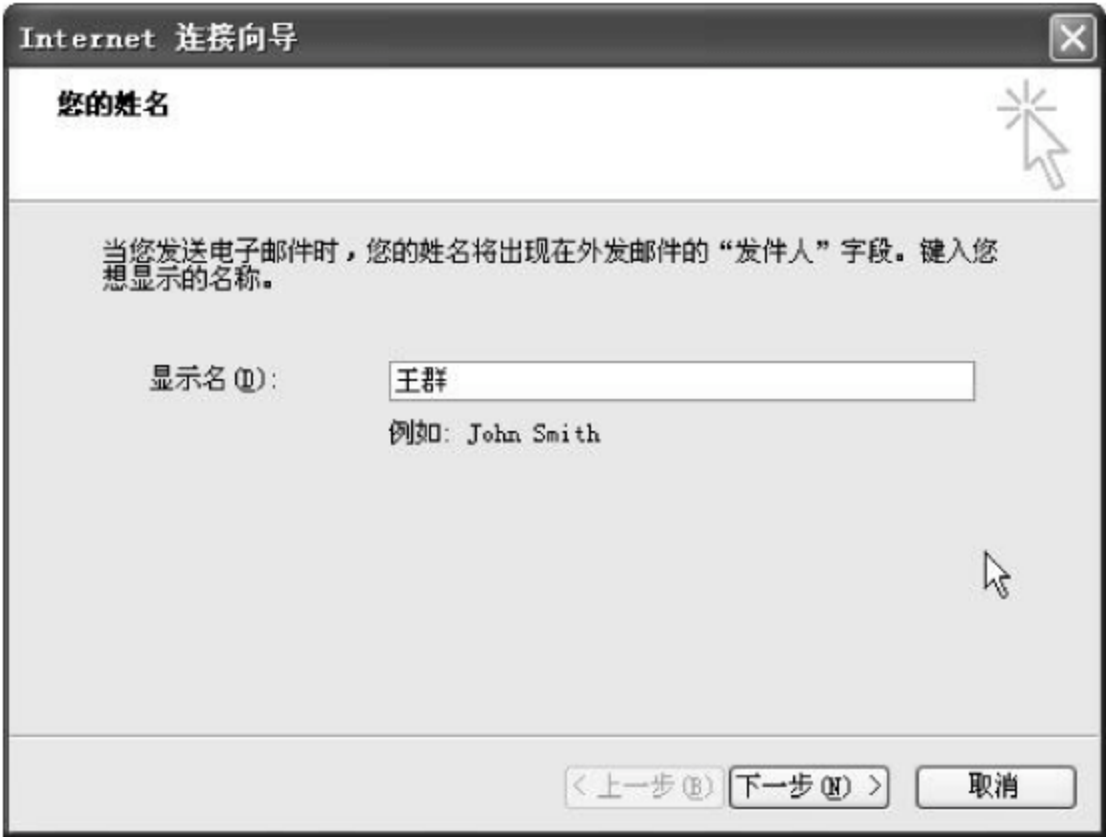 Internet 连接向导
您的姓名
当您发送电子邮件时，您的姓名将出现在外发邮件的“发件人”字段。键入您
想显示的名称。
显示名(D):
王群
例如: John Smith
< 上一步(B)
下一步(N) >
取消